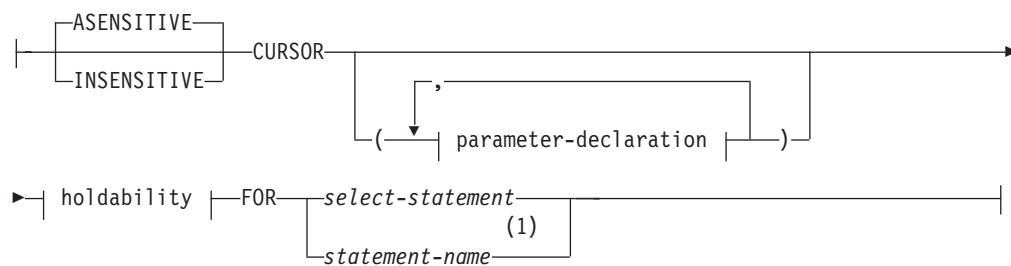 ASENSITIVE
INSENSITIVE
CURSOR
,
( parameter-declaration )
holdability FOR select-statement
(1)
statement-name